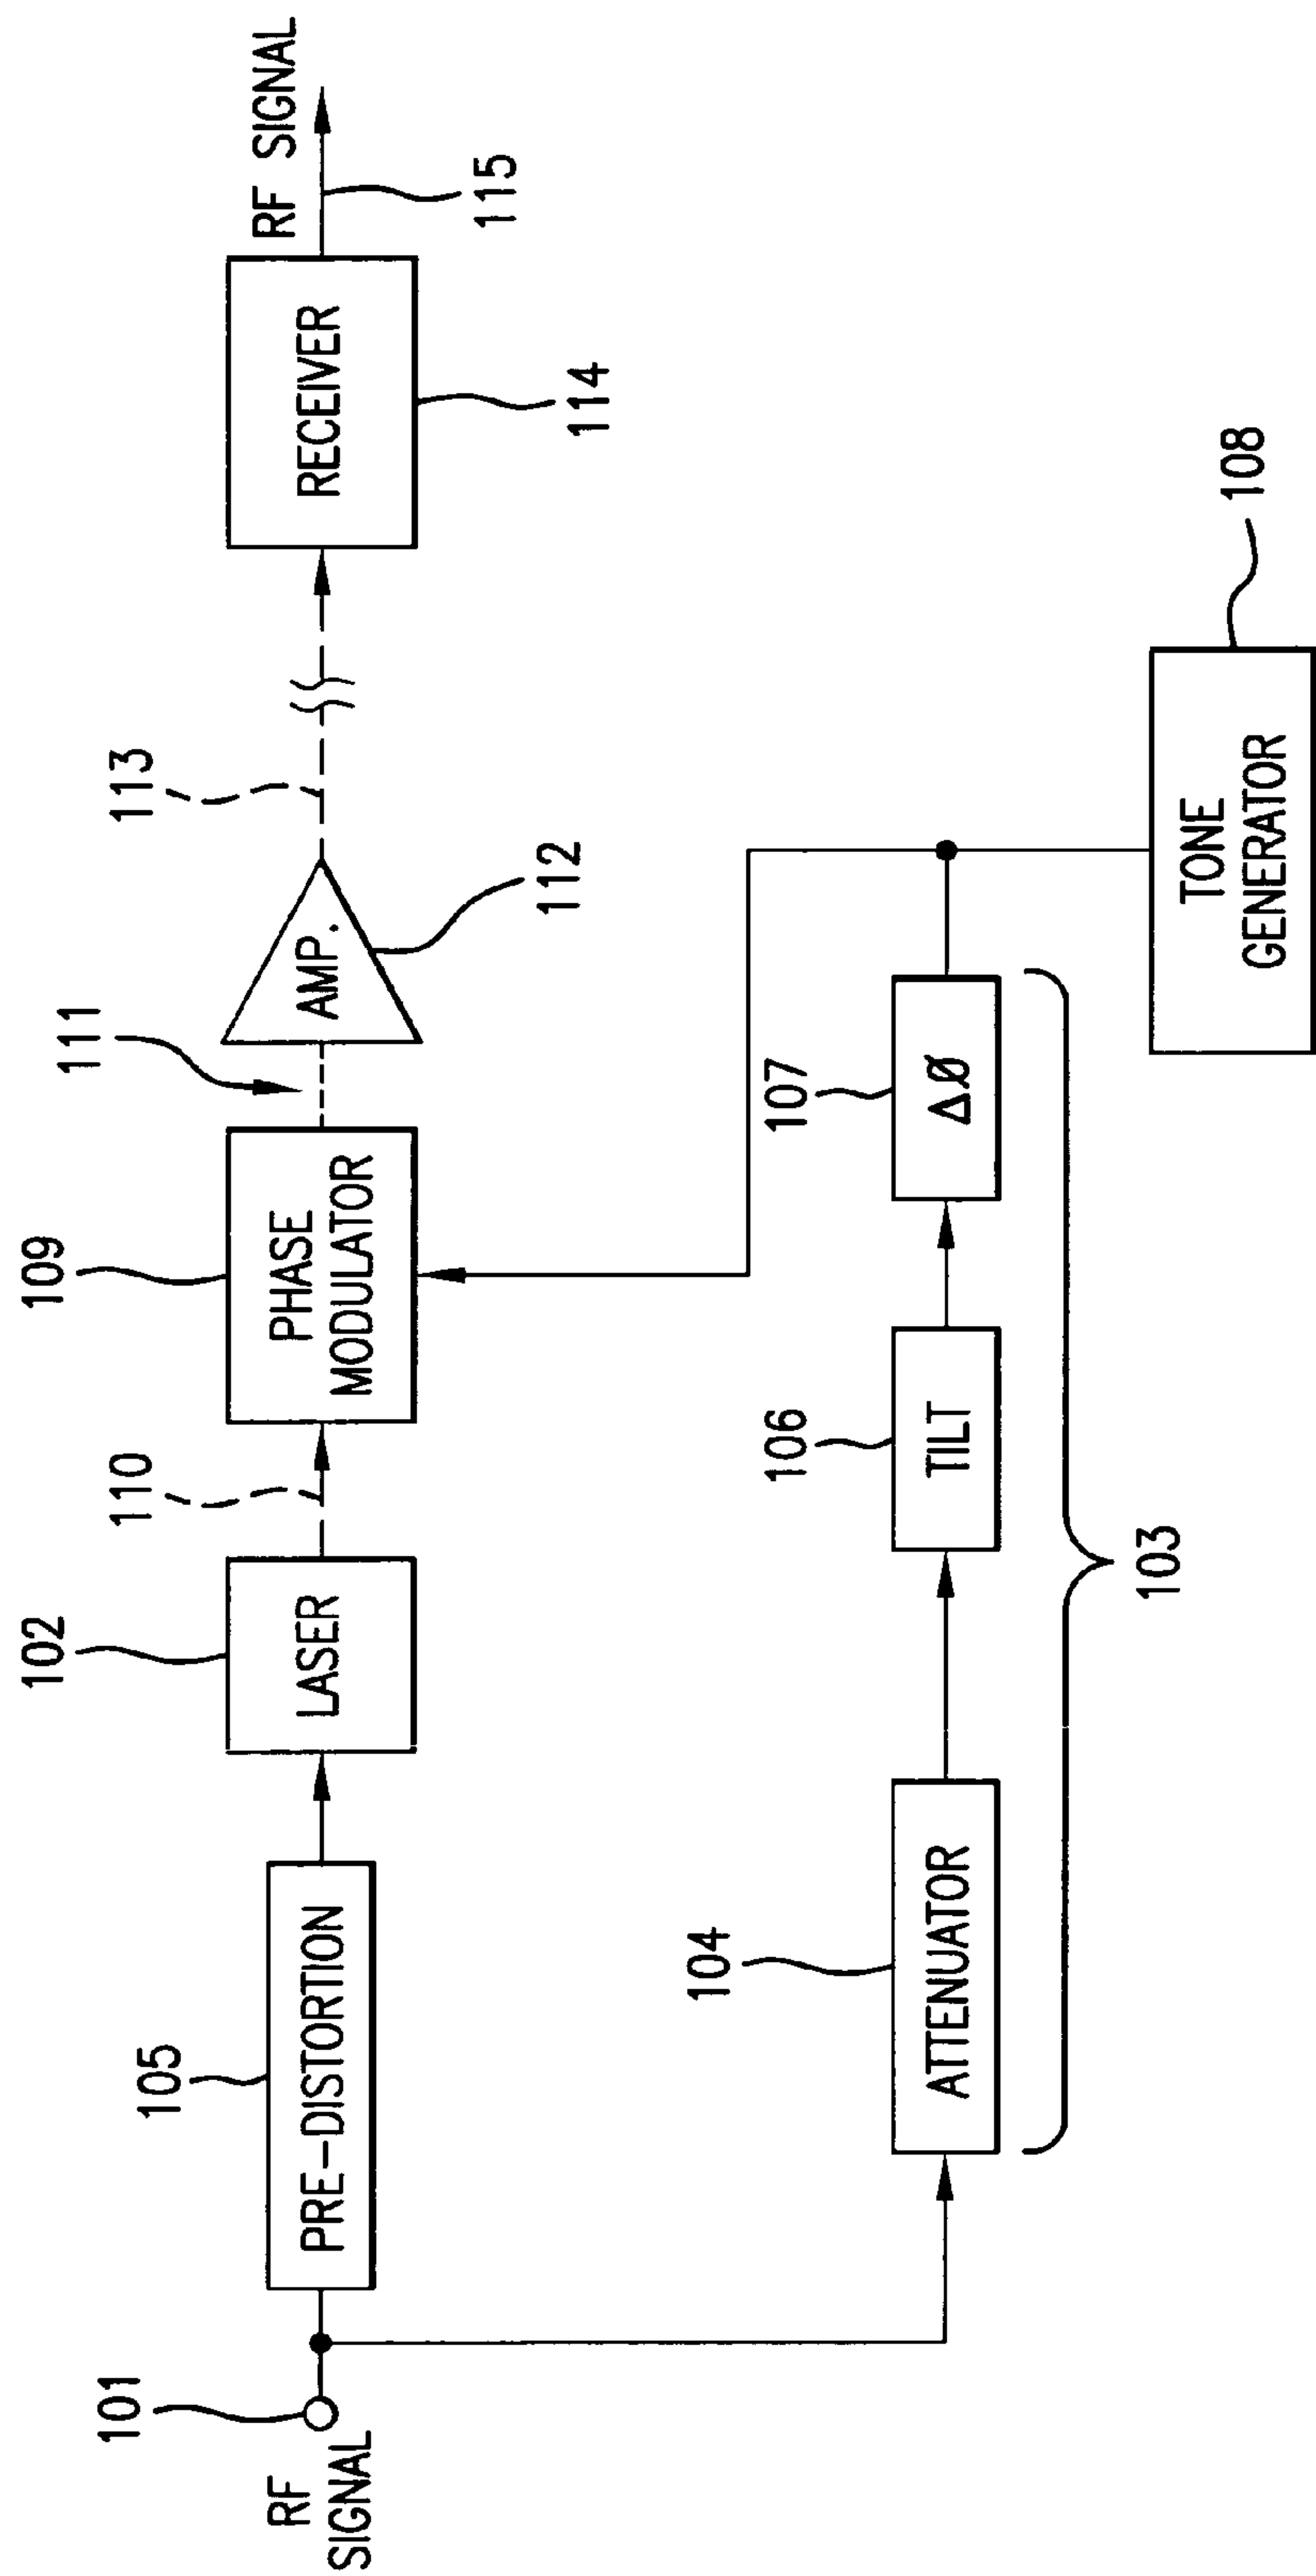 101
RF
SIGNAL
105
PRE-DISTORTION
102
LASER
110
109
PHASE
MODULATOR
111
AMP.
112
113
RECEIVER
114
RF SIGNAL
115
104
ATTENUATOR
106
TILT
107
ΔØ
103
TONE
GENERATOR
108